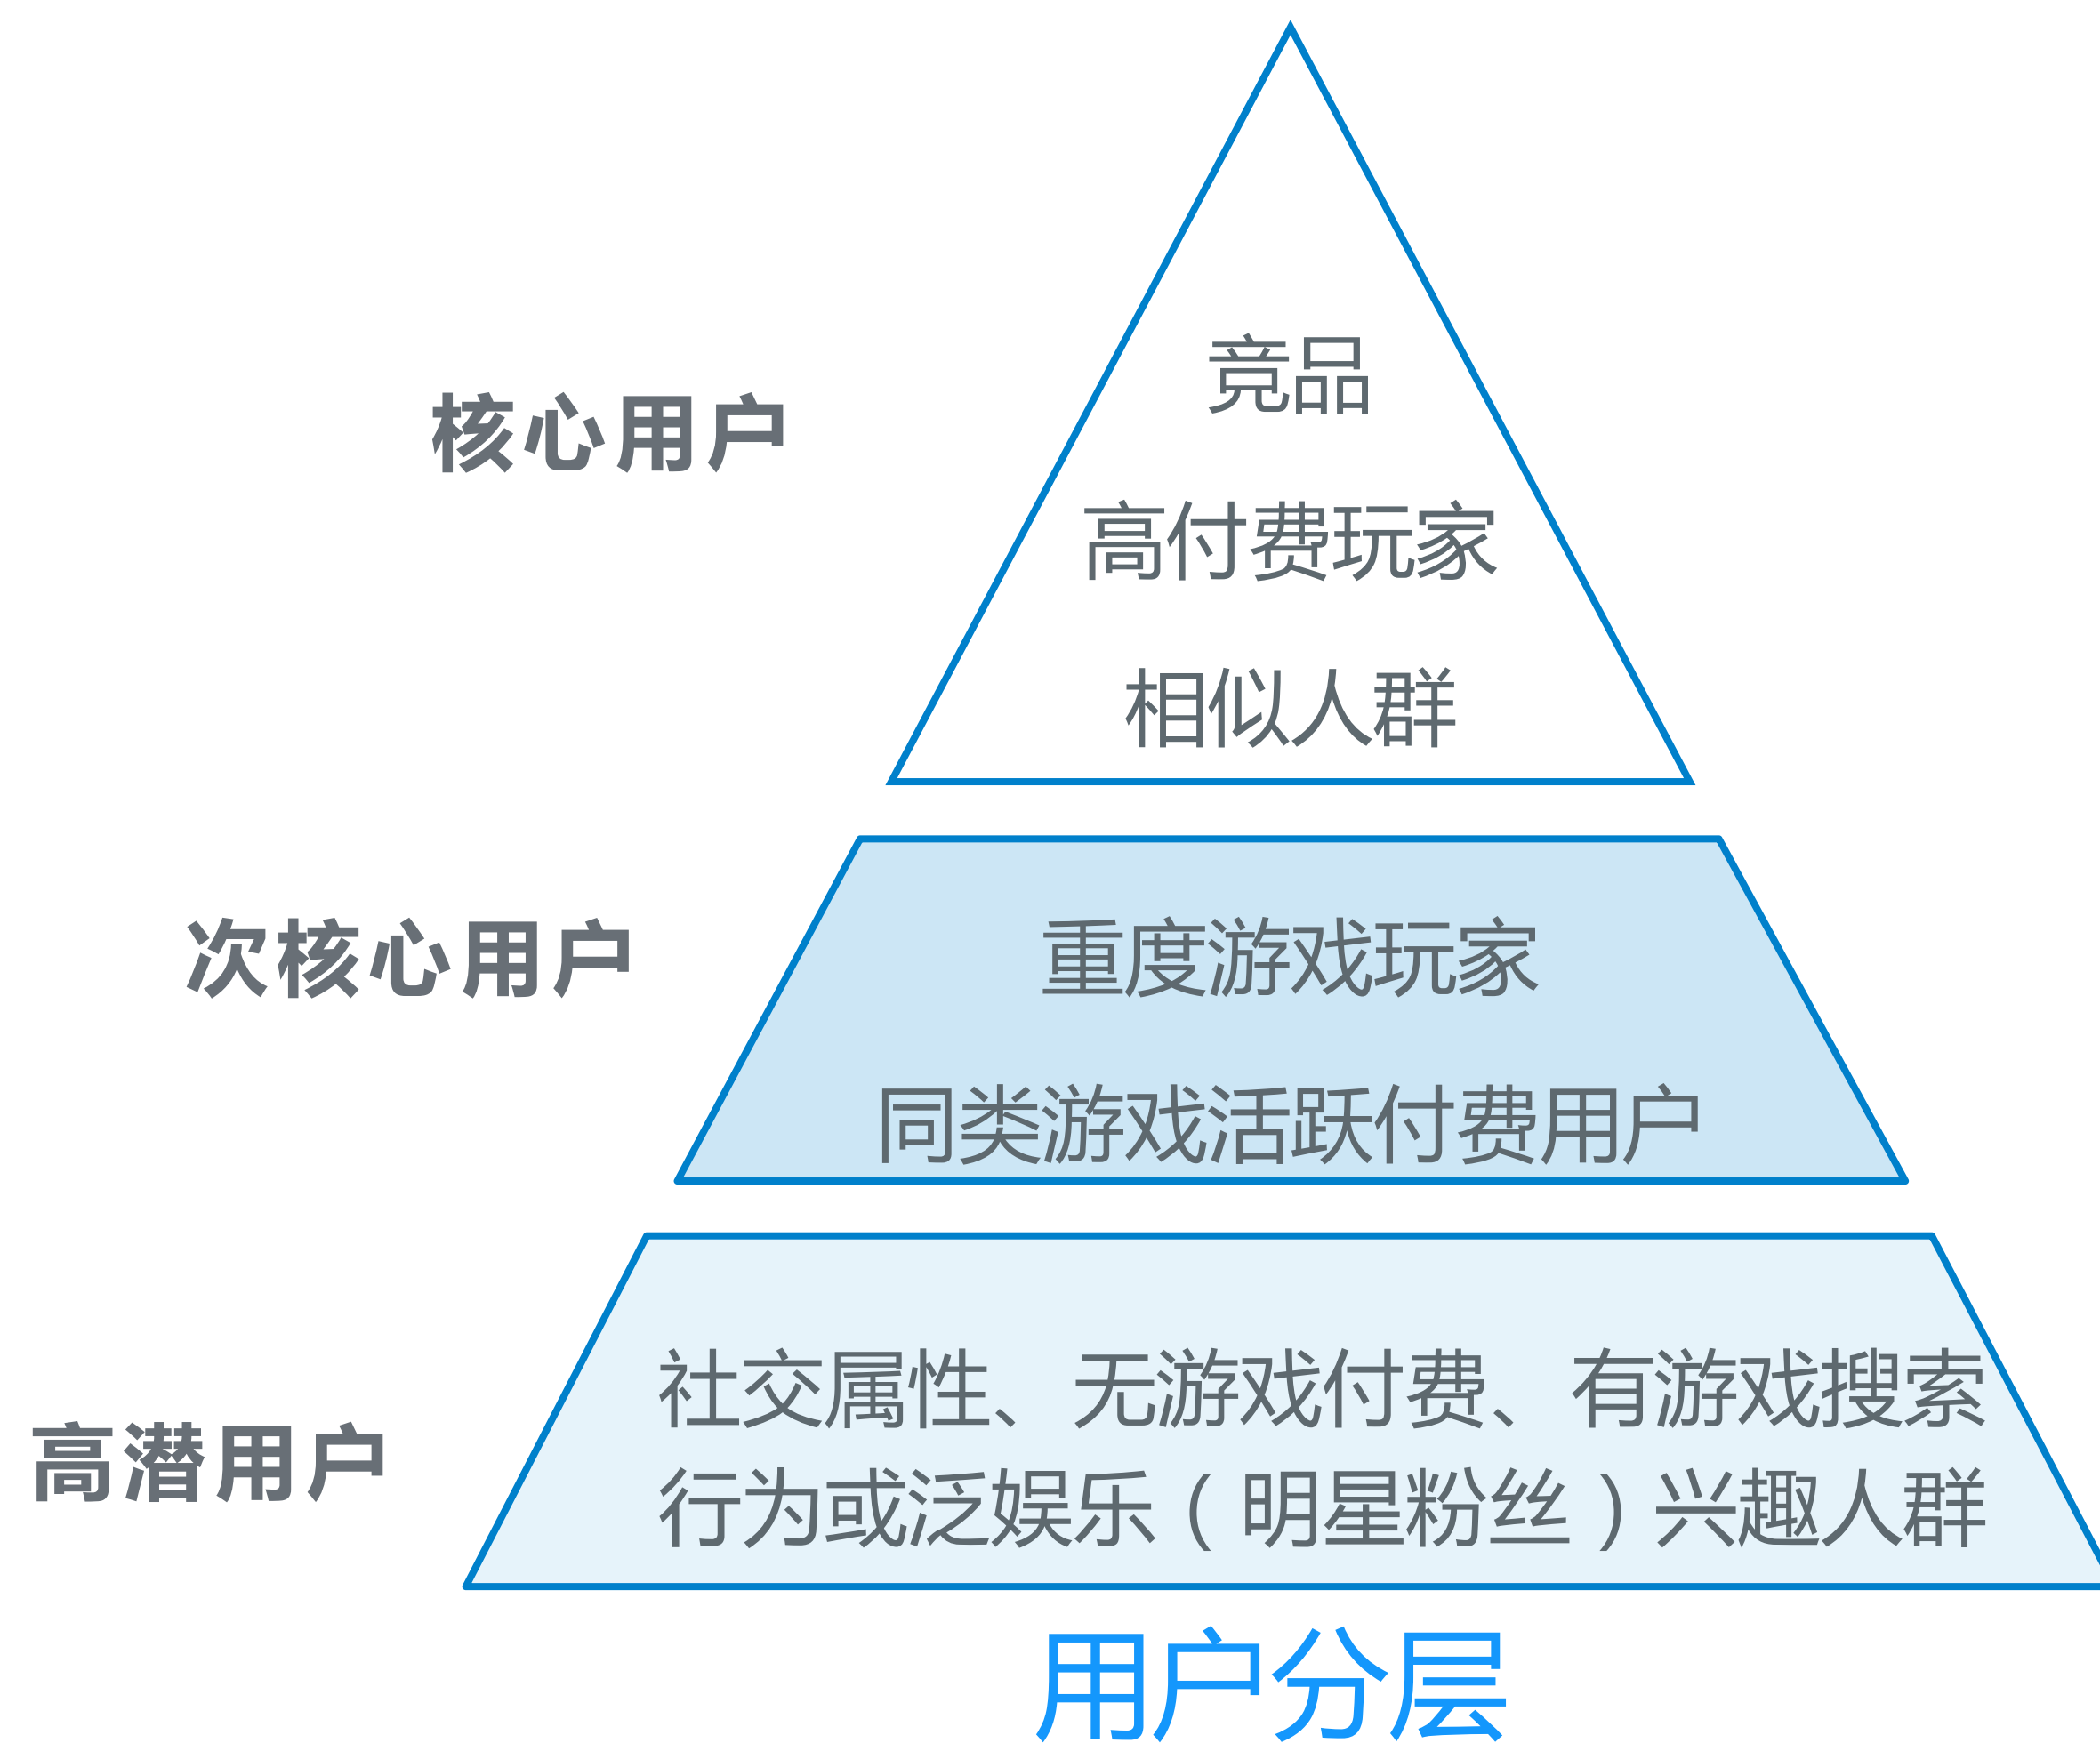 竞品
核心用户
高付费玩家
相似人群
重度游戏玩家
次核心用户
同类游戏活跃付费用户
社交属性、无游戏付费、有游戏搜索
高潜用户
行为或泛娱乐（明星ip粉丝）兴趣人群
用户分层